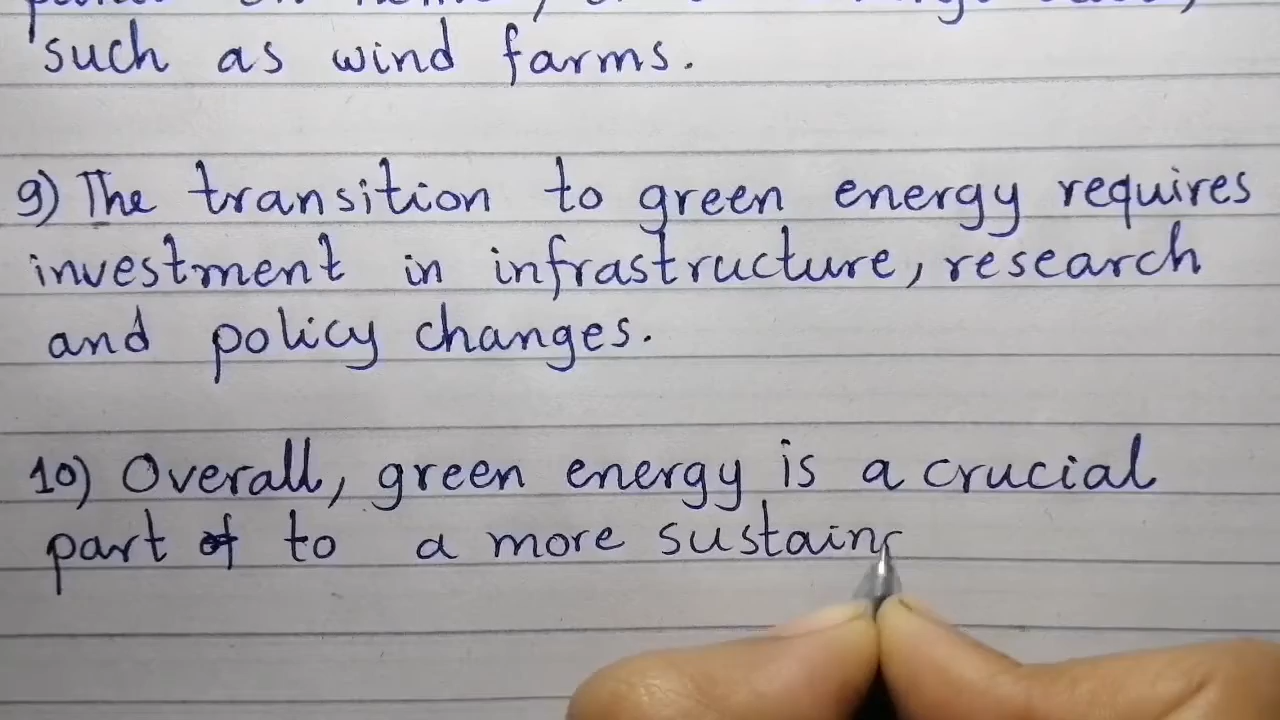 such as wind farms.
9) The transition to green energy requires
investment in infrastructure, research
and policy changes.
10) Overall, green energy is a crucial
part of to a more sustain